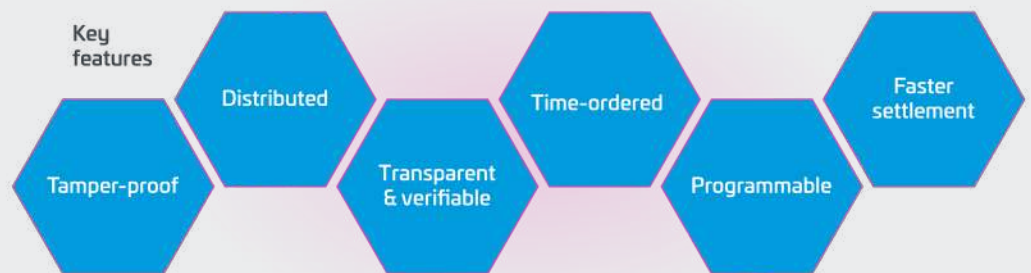 Key
features
Tamper-proof
Distributed
Transparent
& verifiable
Time-ordered
Programmable
Faster
settlement